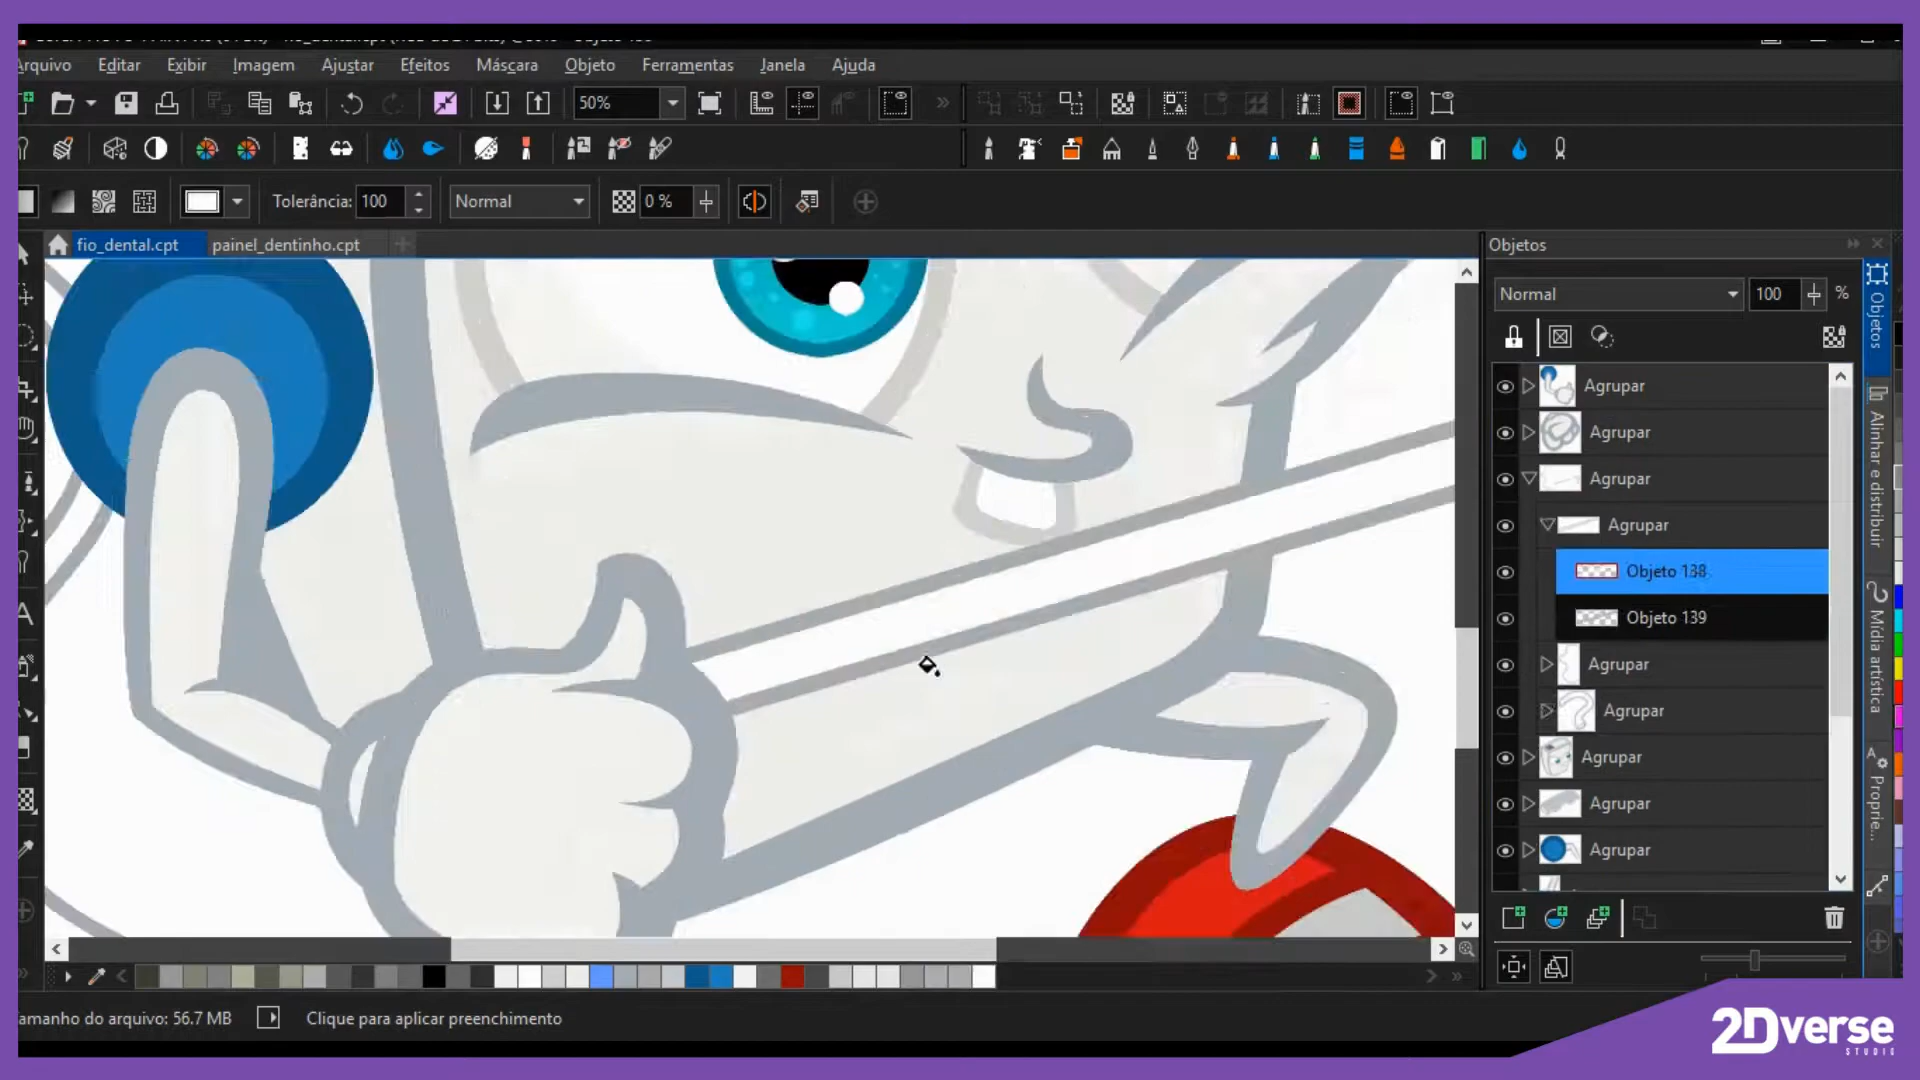 Arquivo Editar Exibir Imagem Ajustar Efeitos Máscara Objeto Ferramentas Janela Ajuda
50%
Tolerância: 100 Normal 0 %
fio_dental.cpt painel_dentinho.cpt
Objetos
Normal 100 %
Agrupar
Agrupar
Agrupar
Agrupar
Objeto 138
Objeto 139
Agrupar
Agrupar
Agrupar
Agrupar
Agrupar
Objetos
Alinhar e distribuir
Mídia artística
Proprie...
amanho do arquivo: 56.7 MB Clique para aplicar preenchimento
2Dverse
STUDIO